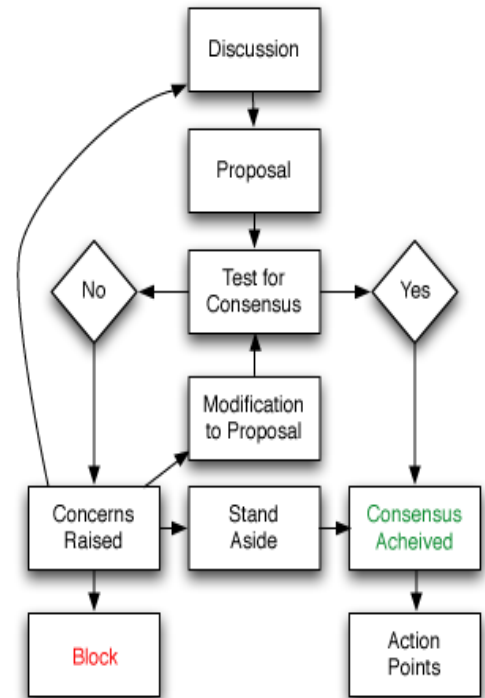 Discussion
Proposal
No
Test for
Consensus
Yes
Modification
to Proposal
Concerns
Raised
Stand
Aside
Consensus
Acheived
Block
Action
Points